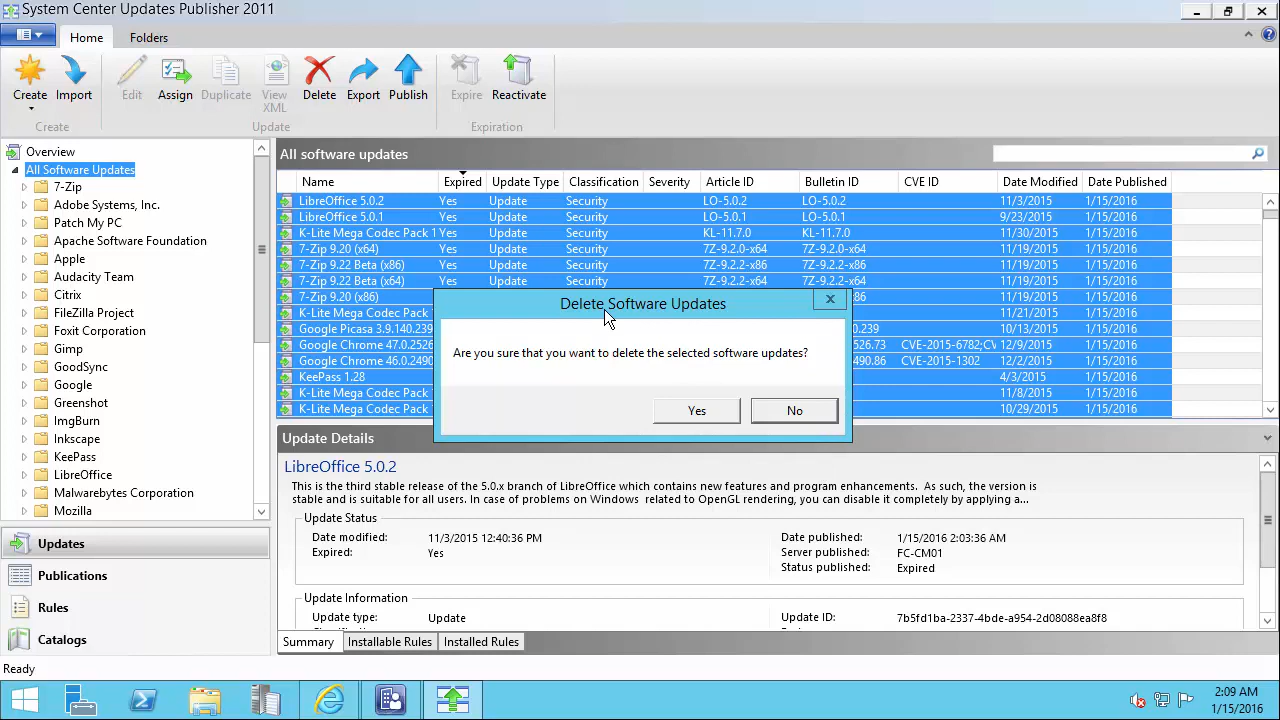 System Center Updates Publisher 2011
Home Folders
Create Import Edit Assign Duplicate View XML Delete Export Publish Expire Reactivate
Create Update Expiration
Overview
All Software Updates
7-Zip
Adobe Systems, Inc.
Patch My PC
Apache Software Foundation
Apple
Audacity Team
Citrix
FileZilla Project
Foxit Corporation
Gimp
GoodSync
Google
Greenshot
ImgBurn
Inkscape
KeePass
LibreOffice
Malwarebytes Corporation
Mozilla
Updates
Publications
Rules
Catalogs
All software updates
Name Expired Update Type Classification Severity Article ID Bulletin ID CVE ID Date Modified Date Published
LibreOffice 5.0.2 Yes Update Security LO-5.0.2 LO-5.0.2 11/3/2015 1/15/2016
LibreOffice 5.0.1 Yes Update Security LO-5.0.1 LO-5.0.1 9/23/2015 1/15/2016
K-Lite Mega Codec Pack 1 Yes Update Security KL-11.7.0 KL-11.7.0 11/30/2015 1/15/2016
7-Zip 9.20 (x64) Yes Update Security 7Z-9.2.0-x64 7Z-9.2.0-x64 11/19/2015 1/15/2016
7-Zip 9.22 Beta (x86) Yes Update Security 7Z-9.2.2-x86 7Z-9.2.2-x86 11/19/2015 1/15/2016
7-Zip 9.22 Beta (x64) Yes Update Security 7Z-9.2.2-x64 7Z-9.2.2-x64 11/19/2015 1/15/2016
7-Zip 9.20 (x86) 86 11/19/2015 1/15/2016
K-Lite Mega Codec Pack 11/21/2015 1/15/2016
Google Picasa 3.9.140.239 0.239 10/13/2015 1/15/2016
Google Chrome 47.0.2526 526.73 CVE-2015-6782;CV 12/9/2015 1/15/2016
Google Chrome 46.0.2490 490.86 CVE-2015-1302 12/2/2015 1/15/2016
KeePass 1.28 4/3/2015 1/15/2016
K-Lite Mega Codec Pack 11/8/2015 1/15/2016
K-Lite Mega Codec Pack 10/29/2015 1/15/2016
Delete Software Updates
Are you sure that you want to delete the selected software updates?
Yes No
Update Details
LibreOffice 5.0.2
This is the third stable release of the 5.0.x branch of LibreOffice which contains new features and program enhancements. As such, the version is
stable and is suitable for all users. In case of problems on Windows related to OpenGL rendering, you can disable it completely by applying a...
Update Status
Date modified: 11/3/2015 12:40:36 PM Date published: 1/15/2016 2:03:36 AM
Expired: Yes Server published: FC-CM01
Status published: Expired
Update Information
Update type: Update Update ID: 7b5fd1ba-2337-4bde-a954-2d08088ea8f8
Summary Installable Rules Installed Rules
Ready
2:09 AM
1/15/2016